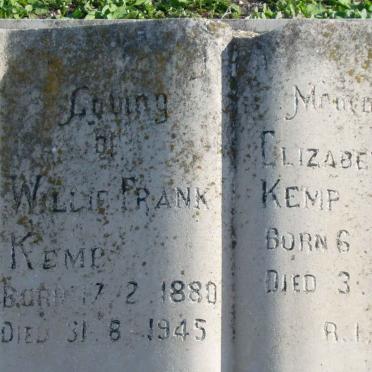 Loving
of
Willie Frank
Kemp
Born 17 2 1880
Died 31 8 1945
Memo
Elizabe
Kemp
Born 6
Died 3
R.I.